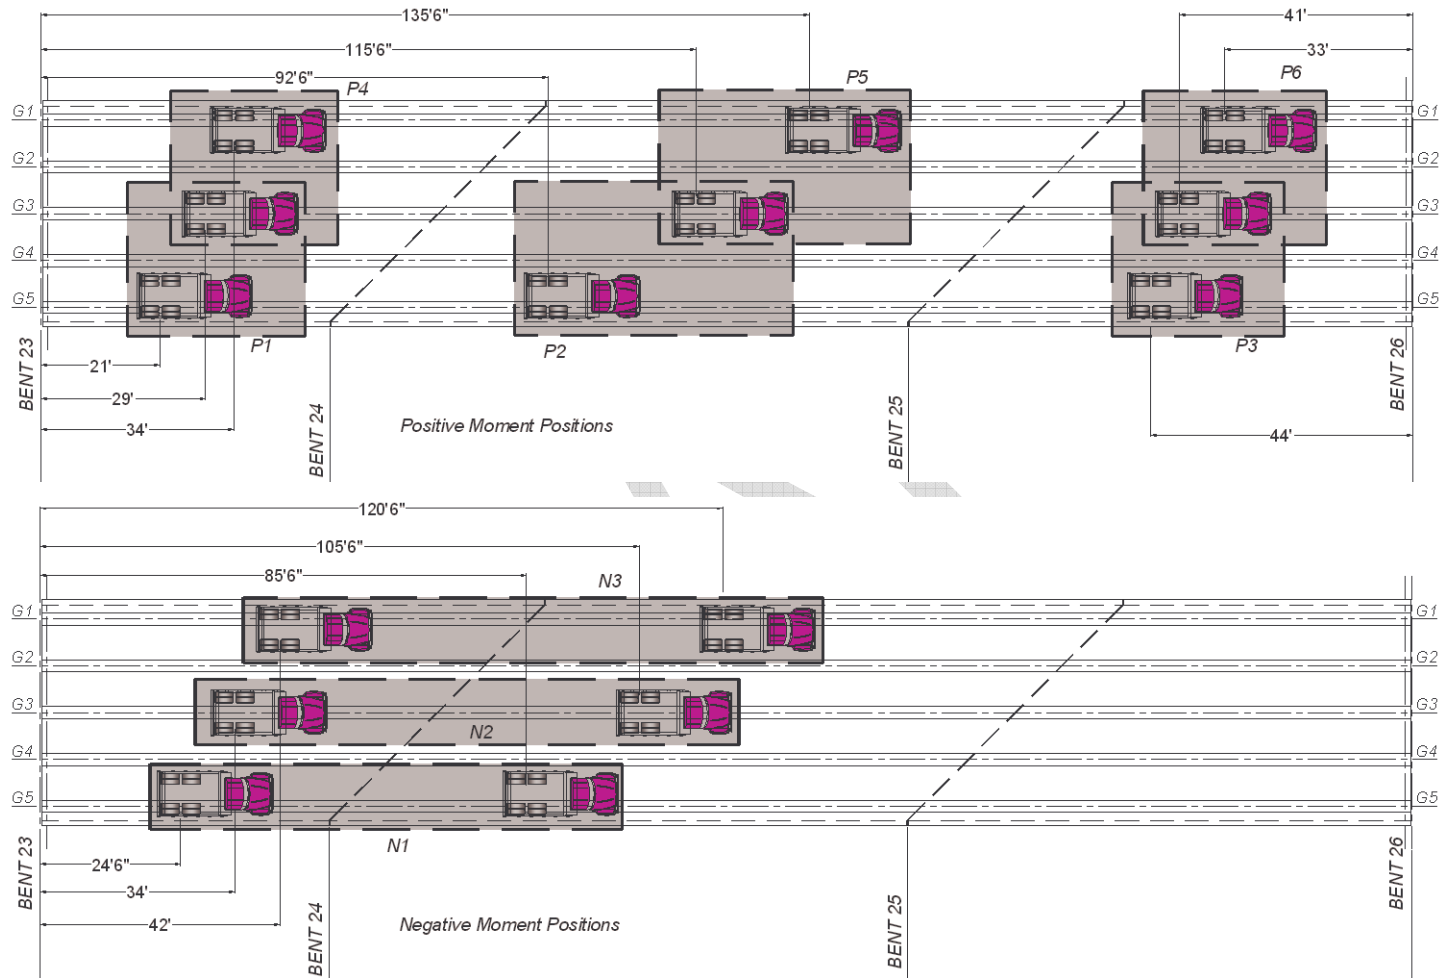 135'6"
41'
115'6"
33'
92'6"
P4
P5
P6
G1
G1
G2
G2
G3
G3
G4
G4
G5
G5
P1
P2
P3
BENT 23
BENT 24
BENT 25
BENT 26
21'
29'
34'
44'
Positive Moment Positions
120'6"
105'6"
85'6"
N3
G1
G1
G2
G2
G3
G3
N2
G4
G4
G5
G5
N1
BENT 23
BENT 24
BENT 25
BENT 26
24'6"
34'
42'
Negative Moment Positions